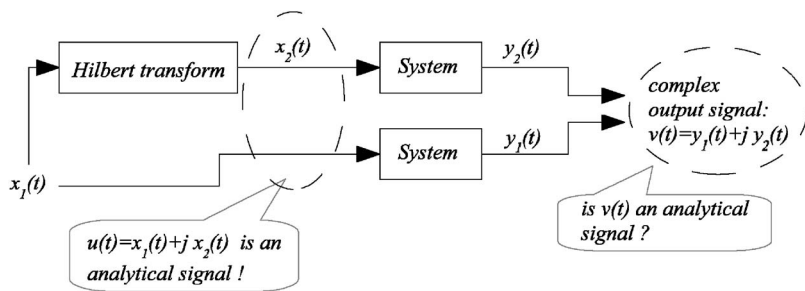 x₂(t)
y₂(t)
Hilbert transform
System
complex
output signal:
v(t)=y₁(t)+j y₂(t)
y₁(t)
System
x₁(t)
is v(t) an analytical
signal ?
u(t)=x₁(t)+j x₂(t) is an
analytical signal !